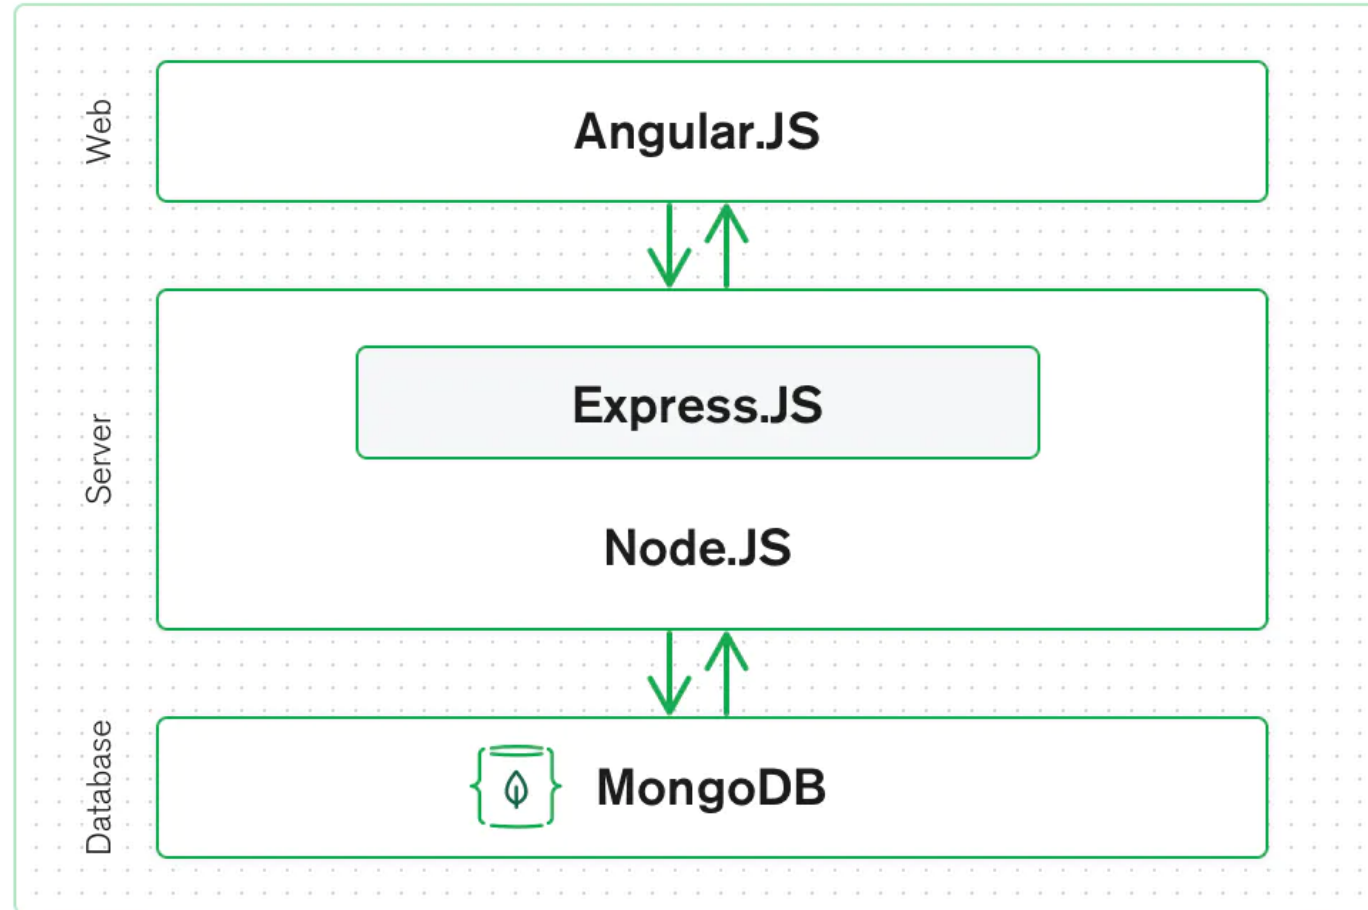 Web
Angular.JS
Server
Express.JS
Node.JS
Database
MongoDB